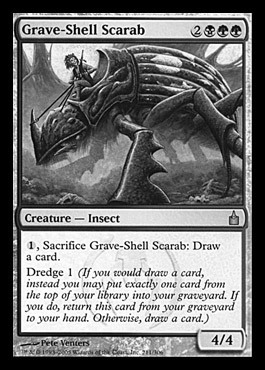 Grave-Shell Scarab 2
Creature — Insect
1, Sacrifice Grave-Shell Scarab: Draw
a card.
Dredge 1 (If you would draw a card,
instead you may put exactly one card from
the top of your library into your graveyard. If
you do, return this card from your graveyard
to your hand. Otherwise, draw a card.)
Pete Venters
4/4